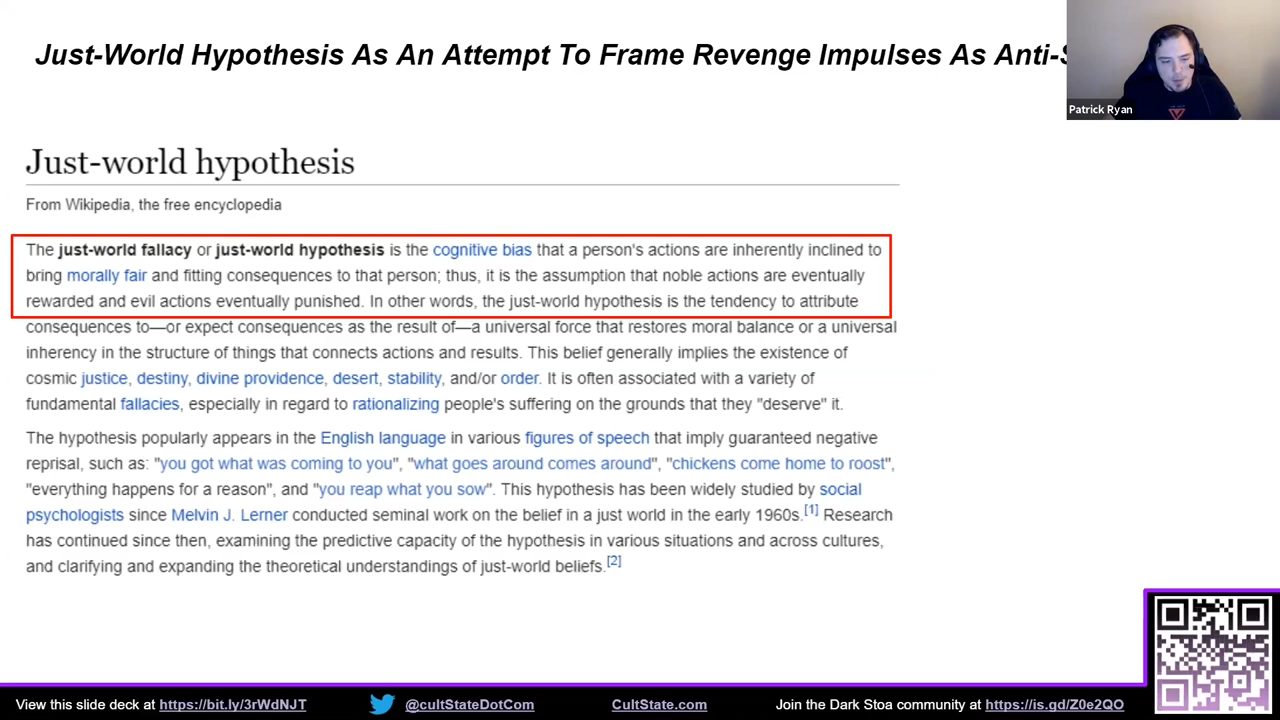 Just-World Hypothesis As An Attempt To Frame Revenge Impulses As Anti-
Patrick Ryan
Just-world hypothesis
From Wikipedia, the free encyclopedia
The just-world fallacy or just-world hypothesis is the cognitive bias that a person's actions are inherently inclined to
bring morally fair and fitting consequences to that person; thus, it is the assumption that noble actions are eventually
rewarded and evil actions eventually punished. In other words, the just-world hypothesis is the tendency to attribute
consequences to—or expect consequences as the result of—a universal force that restores moral balance or a universal
inherency in the structure of things that connects actions and results. This belief generally implies the existence of
cosmic justice, destiny, divine providence, desert, stability, and/or order. It is often associated with a variety of
fundamental fallacies, especially in regard to rationalizing people's suffering on the grounds that they "deserve" it.
The hypothesis popularly appears in the English language in various figures of speech that imply guaranteed negative
reprisal, such as: "you got what was coming to you", "what goes around comes around", "chickens come home to roost",
"everything happens for a reason", and "you reap what you sow". This hypothesis has been widely studied by social
psychologists since Melvin J. Lerner conducted seminal work on the belief in a just world in the early 1960s.[1] Research
has continued since then, examining the predictive capacity of the hypothesis in various situations and across cultures,
and clarifying and expanding the theoretical understandings of just-world beliefs.[2]
View this slide deck at https://bit.ly/3rWdNJT
@cultStateDotCom
CultState.com
Join the Dark Stoa community at https://is.gd/Z0e2QO